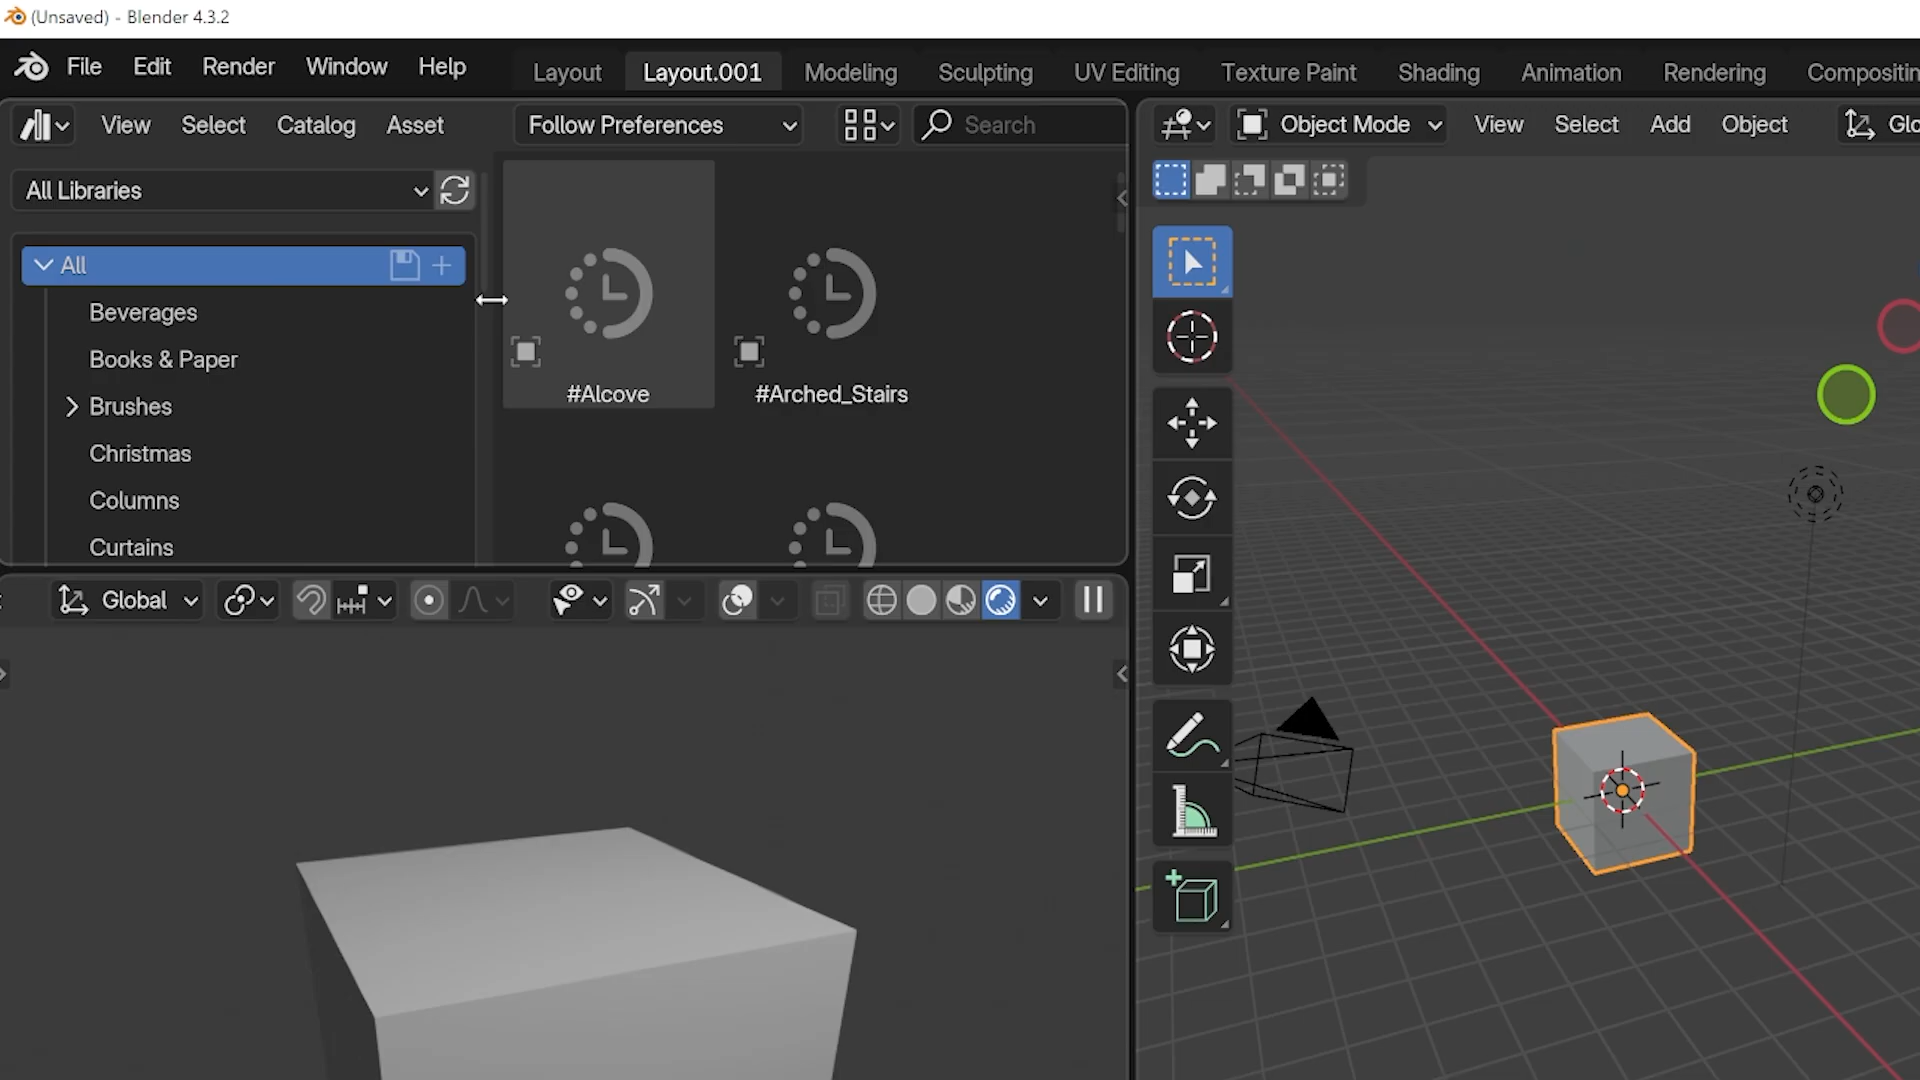 (Unsaved) - Blender 4.3.2
File Edit Render Window Help Layout Layout.001 Modeling Sculpting UV Editing Texture Paint Shading Animation Rendering Compositin
View Select Catalog Asset Follow Preferences Search
Object Mode View Select Add Object Glo
All Libraries
All
Beverages
Books & Paper
Brushes
Christmas
Columns
Curtains
#Alcove
#Arched_Stairs
Global